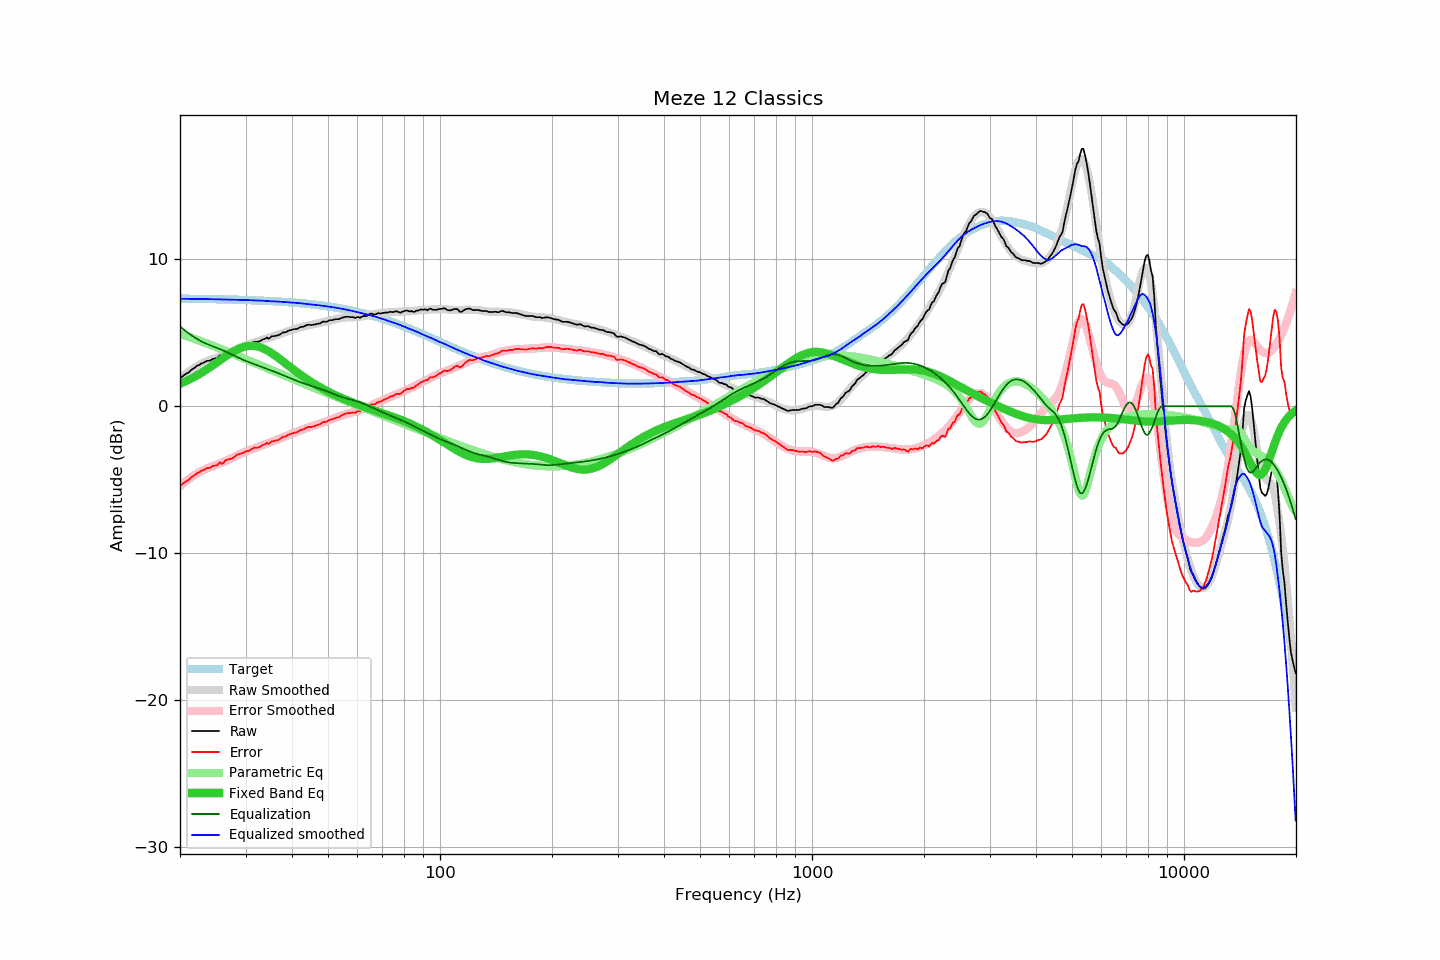 Meze 12 Classics
Amplitude (dBr)
10
0
−10
−20
−30
Target
Raw Smoothed
Error Smoothed
Raw
Error
Parametric Eq
Fixed Band Eq
Equalization
Equalized smoothed
100 1000 10000
Frequency (Hz)